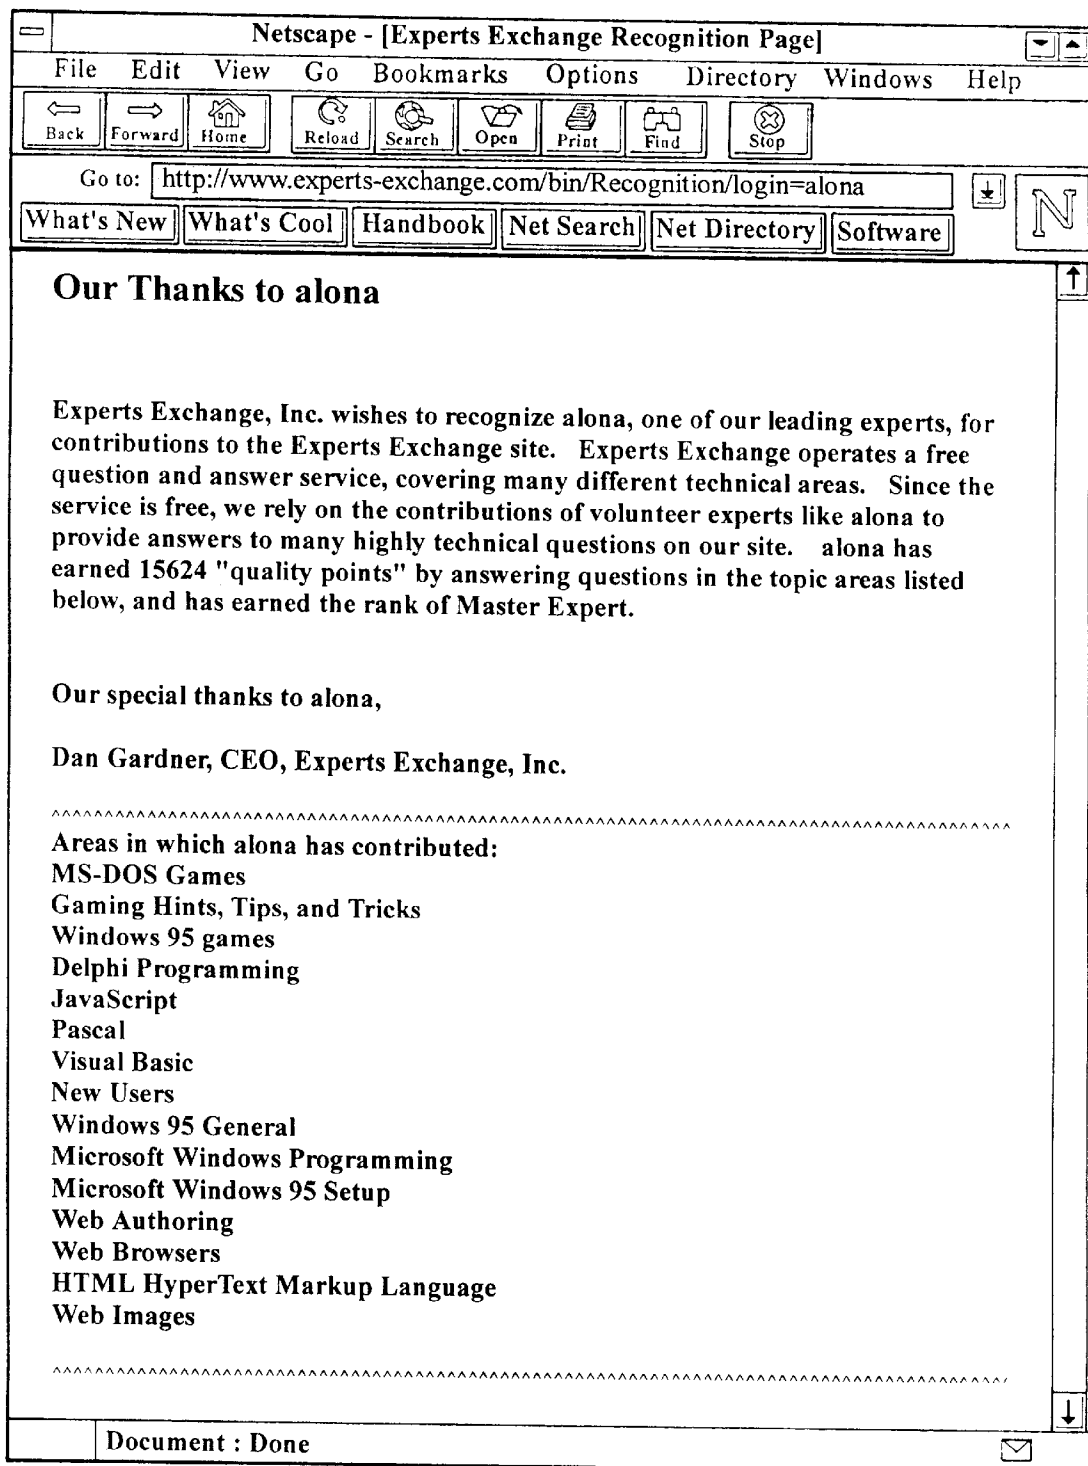 Netscape - [Experts Exchange Recognition Page]
File Edit View Go Bookmarks Options Directory Windows Help
Back Forward Home Reload Search Open Print Find Stop
Go to: http://www.experts-exchange.com/bin/Recognition/login=alona
N
What's New What's Cool Handbook Net Search Net Directory Software
Our Thanks to alona
Experts Exchange, Inc. wishes to recognize alona, one of our leading experts, for
contributions to the Experts Exchange site. Experts Exchange operates a free
question and answer service, covering many different technical areas. Since the
service is free, we rely on the contributions of volunteer experts like alona to
provide answers to many highly technical questions on our site. alona has
earned 15624 "quality points" by answering questions in the topic areas listed
below, and has earned the rank of Master Expert.
Our special thanks to alona,
Dan Gardner, CEO, Experts Exchange, Inc.
Areas in which alona has contributed:
MS-DOS Games
Gaming Hints, Tips, and Tricks
Windows 95 games
Delphi Programming
JavaScript
Pascal
Visual Basic
New Users
Windows 95 General
Microsoft Windows Programming
Microsoft Windows 95 Setup
Web Authoring
Web Browsers
HTML HyperText Markup Language
Web Images
Document : Done